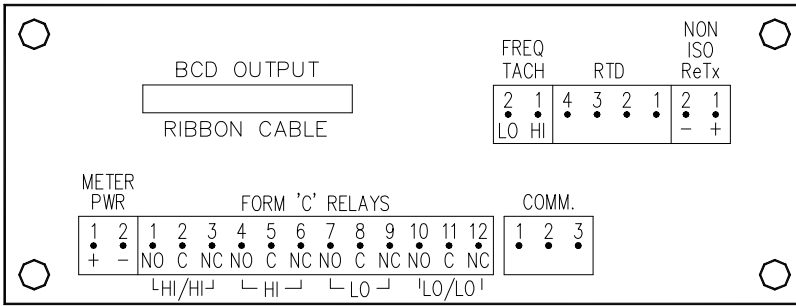 BCD OUTPUT
RIBBON CABLE
FREQ
TACH
RTD
NON
ISO
ReTx
2 1 4 3 2 1 2 1
LO HI - +
METER
PWR
FORM 'C' RELAYS
COMM.
1 2 1 2 3 4 5 6 7 8 9 10 11 12 1 2 3
+ - NO C NC NO C NC NO C NC NO C NC
HI/HI HI LO LO/LO